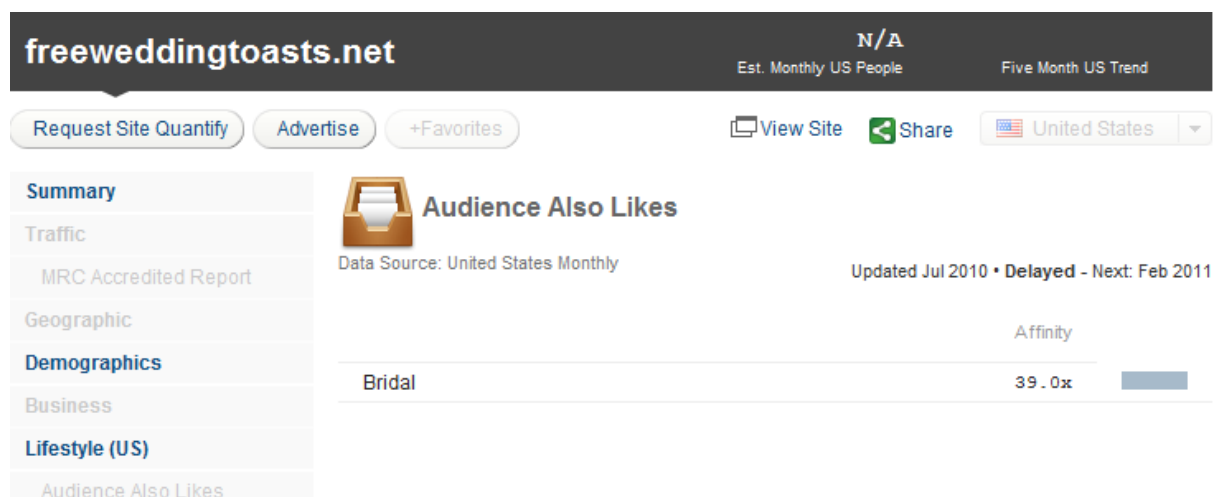 freeweddingtoasts.net
N/A
Est. Monthly US People
Five Month US Trend
Request Site Quantify
Advertise
+Favorites
View Site
Share
United States
Summary
Traffic
MRC Accredited Report
Geographic
Demographics
Business
Lifestyle (US)
Audience Also Likes
Audience Also Likes
Data Source: United States Monthly
Updated Jul 2010 • Delayed - Next: Feb 2011
Affinity
Bridal 39.0x